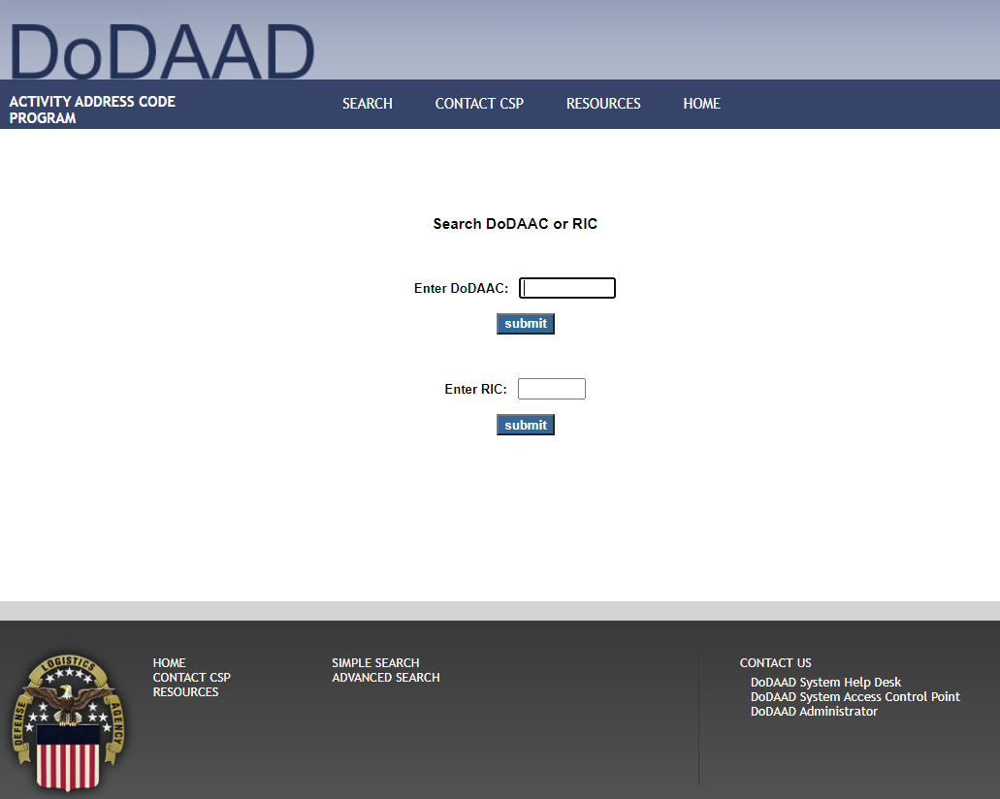 DoDAAD
ACTIVITY ADDRESS CODE
PROGRAM
SEARCH CONTACT CSP RESOURCES HOME
Search DoDAAC or RIC
Enter DoDAAC:
submit
Enter RIC:
submit
DEFENSE LOGISTICS AGENCY
HOME
CONTACT CSP
RESOURCES
SIMPLE SEARCH
ADVANCED SEARCH
CONTACT US
DoDAAD System Help Desk
DoDAAD System Access Control Point
DoDAAD Administrator